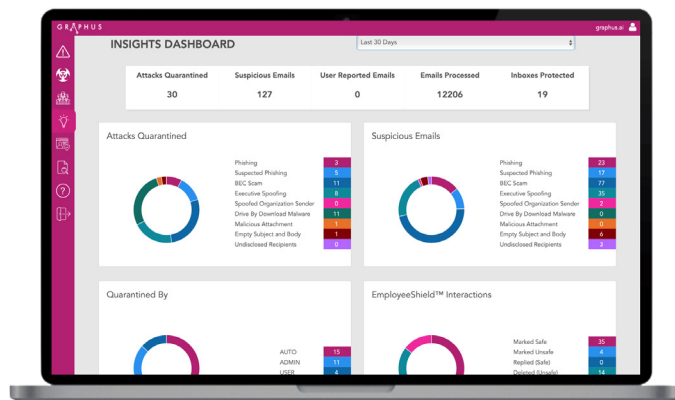 GRAPHUS
graphus.ai
INSIGHTS DASHBOARD
Last 30 Days
Attacks Quarantined Suspicious Emails User Reported Emails Emails Processed Inboxes Protected
30 127 0 12206 19
Attacks Quarantined
Phishing 3
Suspected Phishing 5
BEC Scam 11
Executive Spoofing 8
Spoofed Organization Sender 0
Drive By Download Malware 11
Malicious Attachment 1
Empty Subject and Body 1
Undisclosed Recipients 0
Suspicious Emails
Phishing 23
Suspected Phishing 17
BEC Scam 77
Executive Spoofing 35
Spoofed Organization Sender 2
Drive By Download Malware 0
Malicious Attachment 0
Empty Subject and Body 6
Undisclosed Recipients 3
Quarantined By
AUTO 15
ADMIN 11
USER 4
EmployeeShield™ Interactions
Marked Safe 35
Marked Unsafe 4
Replied (Safe) 0
Deleted (Unsafe) 14